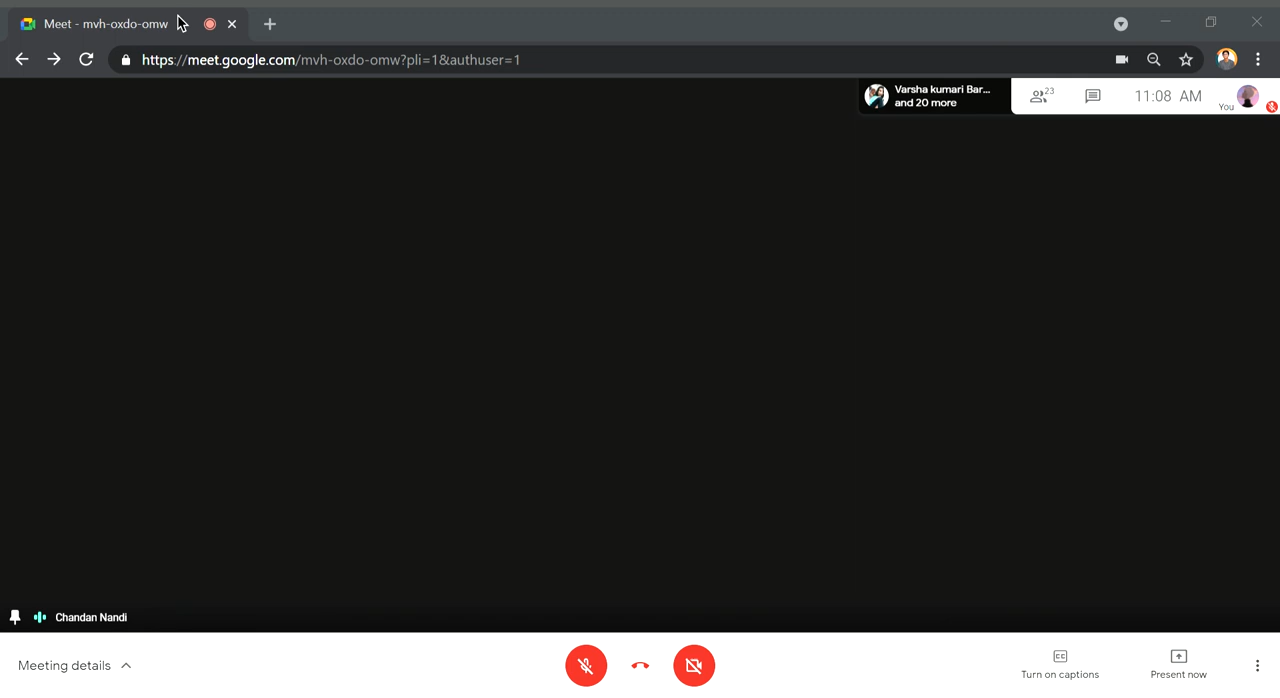 Meet - mvh-oxdo-omw
https://meet.google.com/mvh-oxdo-omw?pli=1&authuser=1
Varsha kumari Bar...
and 20 more
23
11:08 AM
You
Chandan Nandi
Meeting details
CC
Turn on captions
Present now